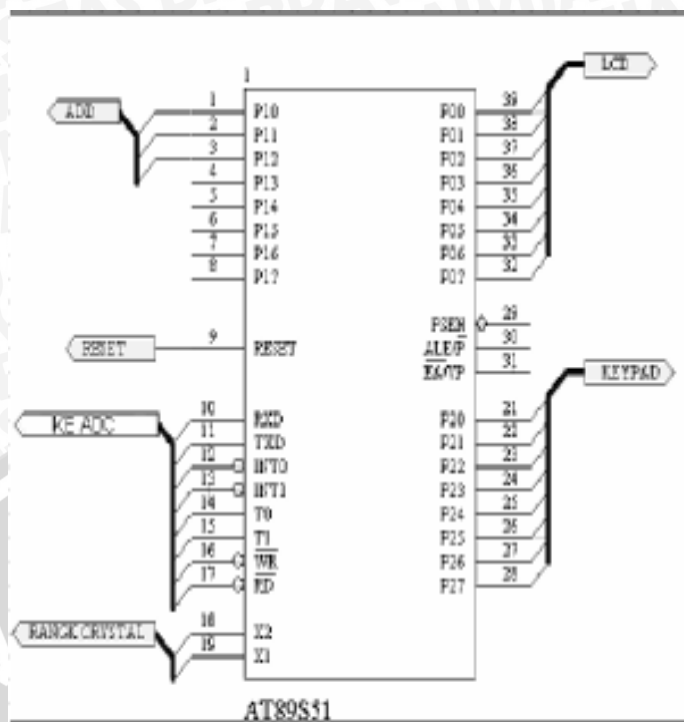 1
LCD
ADD
1 P10 P00 39
2 P11 P01 38
3 P12 P02 37
4 P13 P03 36
5 P14 P04 35
6 P15 P05 34
7 P16 P06 33
8 P17 P07 32
PSEN 29
RESET 9 RESET ALE/P 30
EA/VP 31
KEYPAD
KE ADC
10 RXD P20 21
11 TXD P21 22
12 INT0 P22 23
13 INT1 P23 24
14 T0 P24 25
15 T1 P25 26
16 WR P26 27
17 RD P27 28
RANGK CRYSTAL
18 X2
19 X1
AT89S51